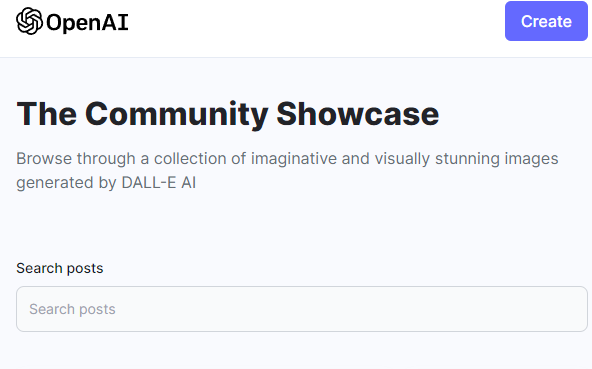 OpenAI
Create
The Community Showcase
Browse through a collection of imaginative and visually stunning images
generated by DALL-E AI
Search posts
Search posts